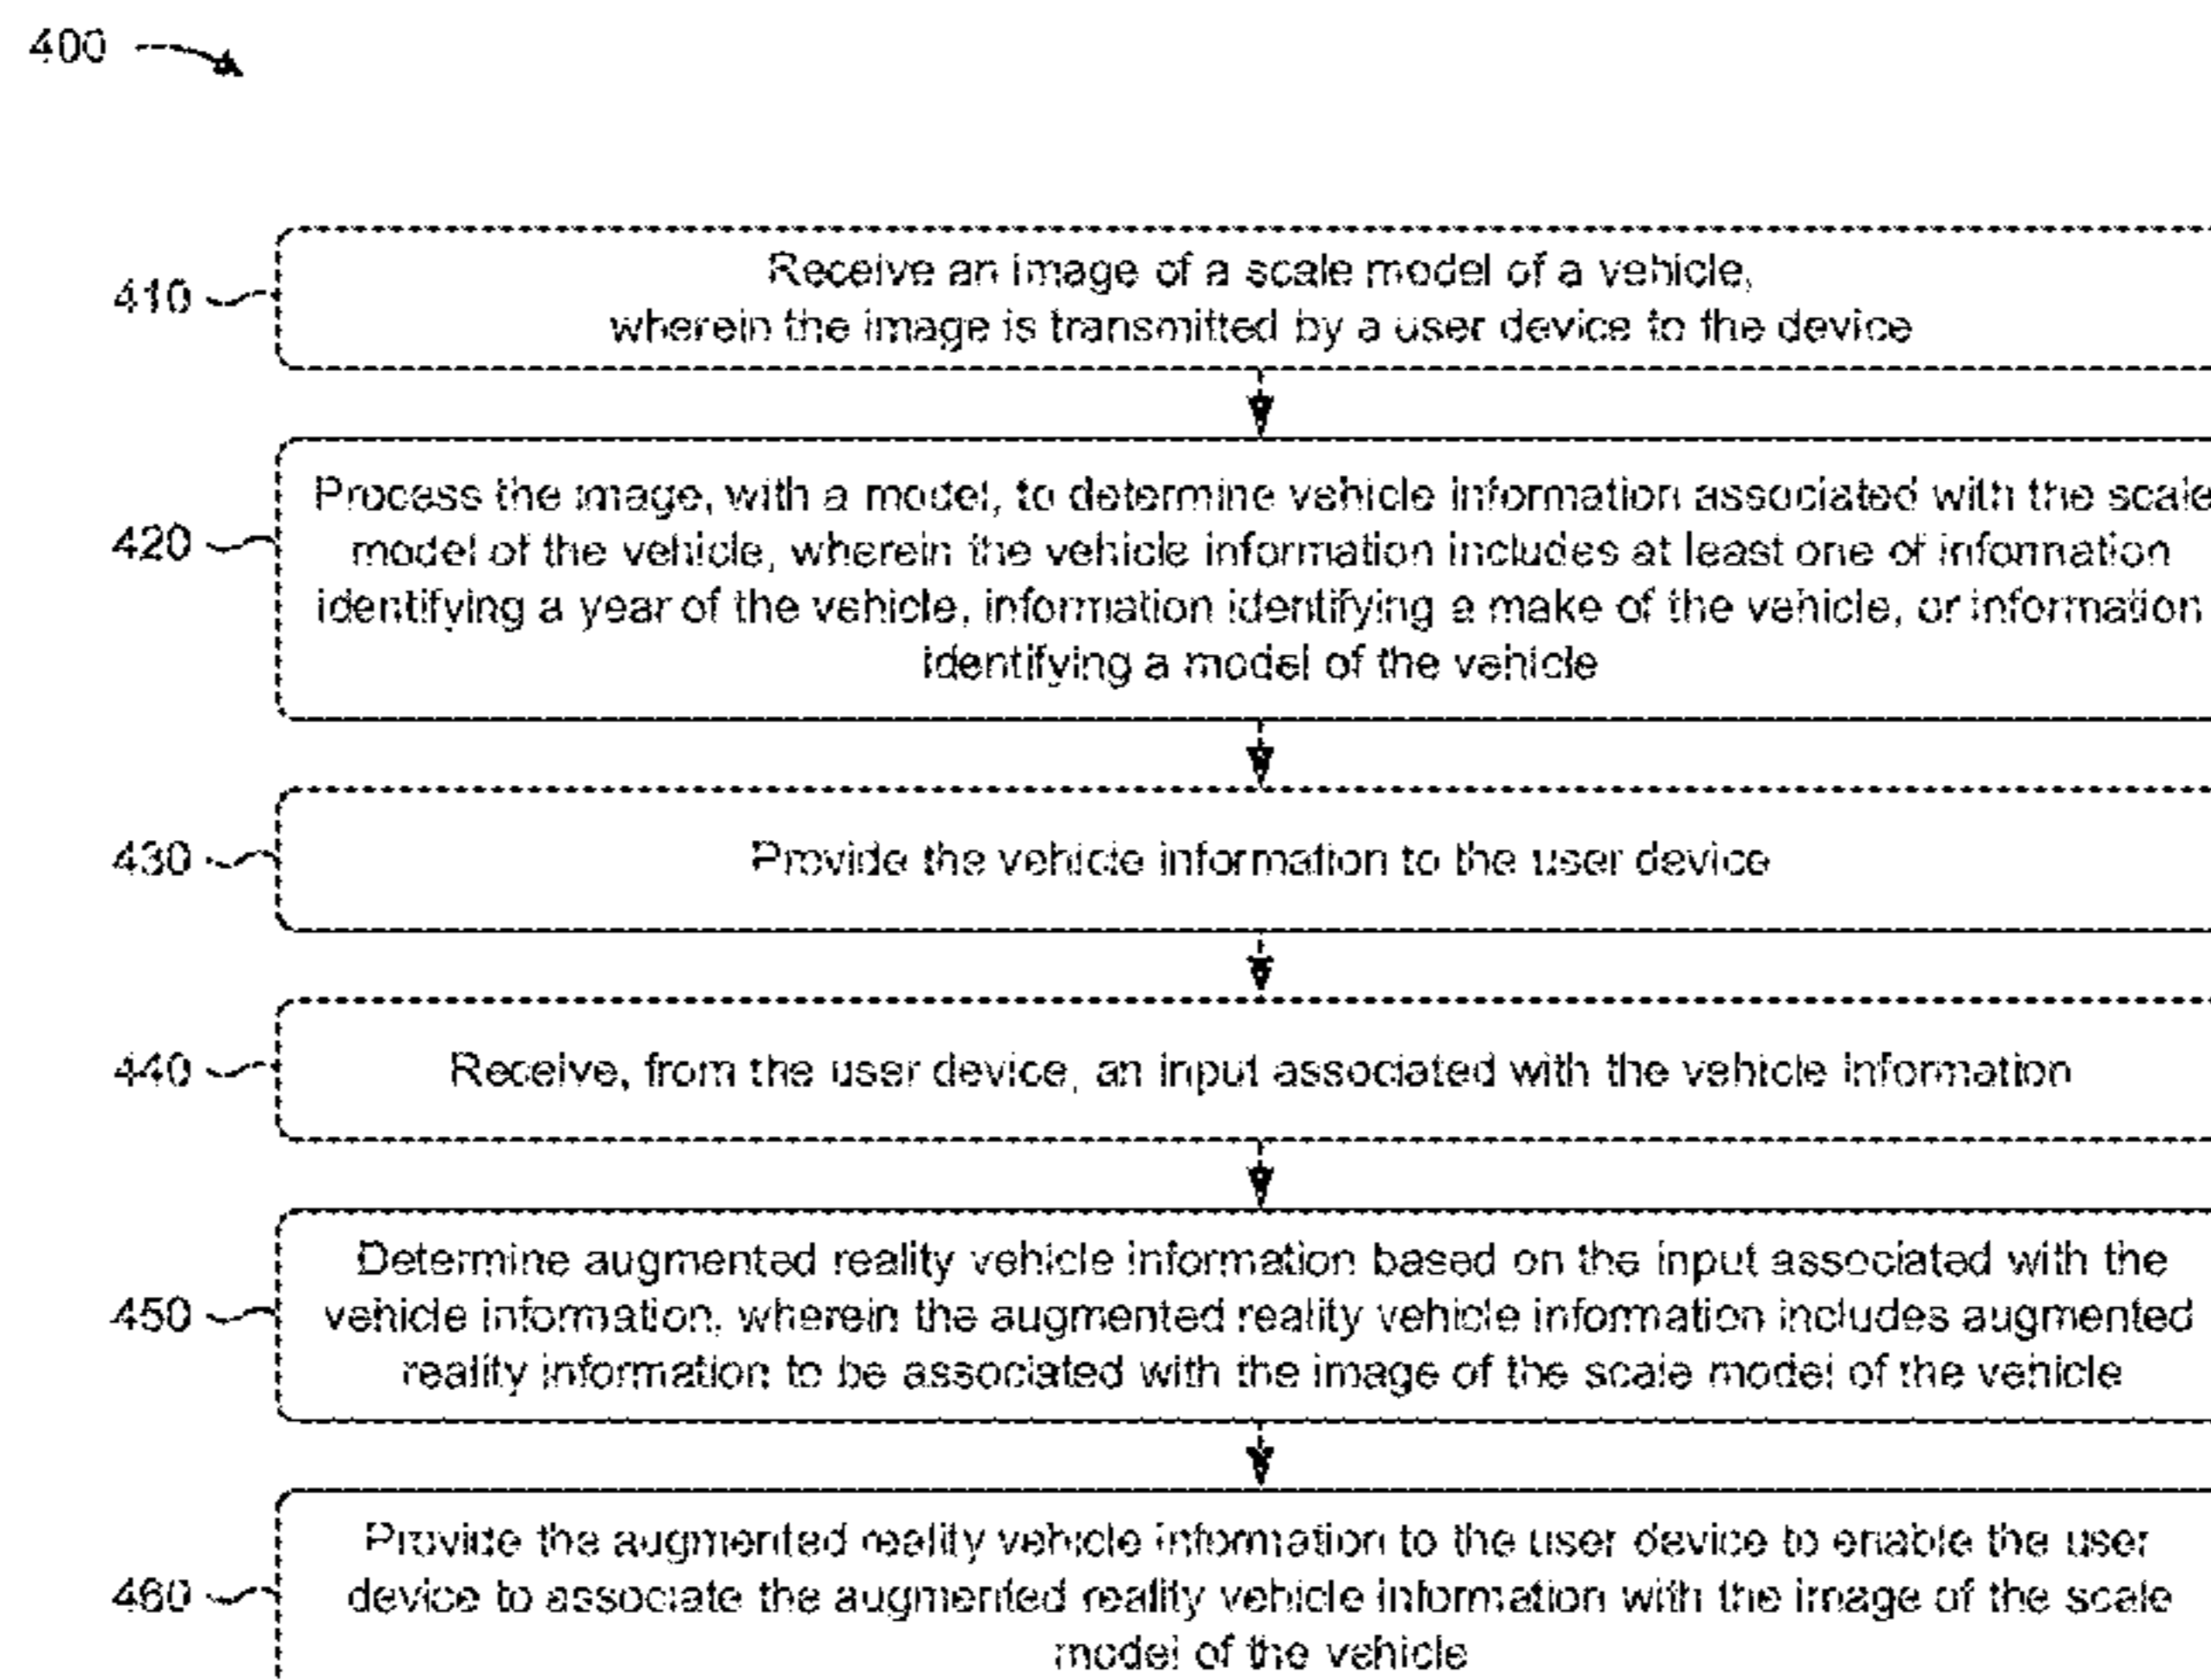 400
410
Receive an image of a scale model of a vehicle,
wherein the image is transmitted by a user device to the device
420
Process the image, with a model, to determine vehicle information associated with the scale
model of the vehicle, wherein the vehicle information includes at least one of information
identifying a year of the vehicle, information identifying a make of the vehicle, or information
identifying a model of the vehicle
430
Provide the vehicle information to the user device
440
Receive, from the user device, an input associated with the vehicle information
450
Determine augmented reality vehicle information based on the input associated with the
vehicle information, wherein the augmented reality vehicle information includes augmented
reality information to be associated with the image of the scale model of the vehicle
460
Provide the augmented reality vehicle information to the user device to enable the user
device to associate the augmented reality vehicle information with the image of the scale
model of the vehicle